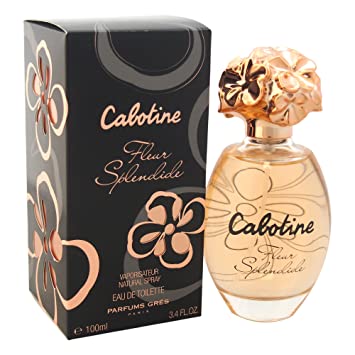 Cabotine
Fleur
Splendide
VAPORISATEUR
NATURAL SPRAY
EAU DE TOILETTE
PARFUMS GRÈS
PARIS
100ml
3.4 FL.OZ
Cabotine
Fleur
Splendide